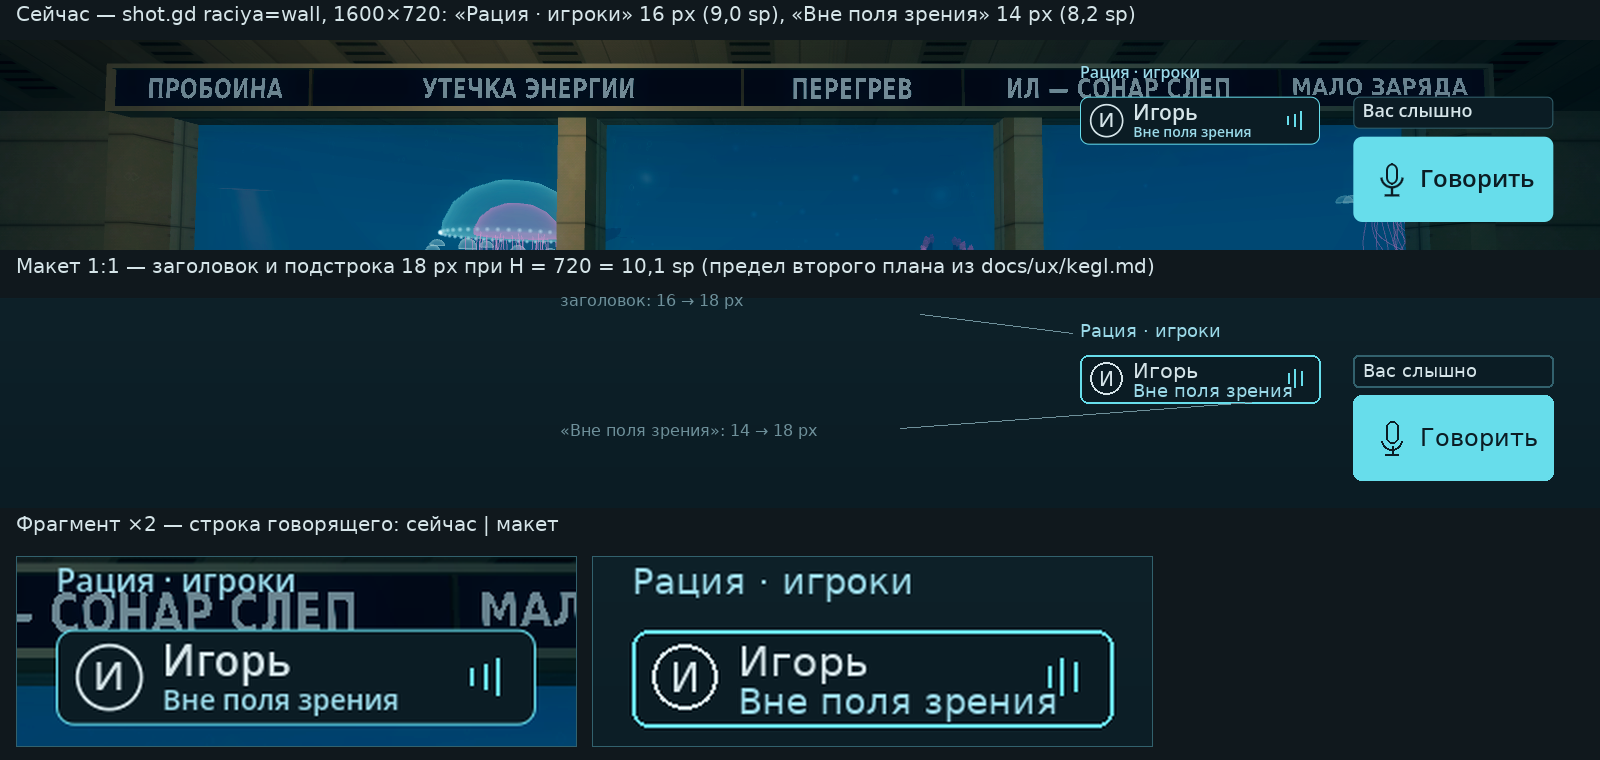 Сейчас — shot.gd raciya=wall, 1600×720: «Рация · игроки» 16 px (9,0 sp), «Вне поля зрения» 14 px (8,2 sp)
Рация · игроки
ПРОБОИНА УТЕЧКА ЭНЕРГИИ ПЕРЕГРЕВ ИЛ — СОНАР СЛЕП МАЛО ЗАРЯДА
И Игорь
Вне поля зрения
Вас слышно
Говорить
Макет 1:1 — заголовок и подстрока 18 px при H = 720 = 10,1 sp (предел второго плана из docs/ux/kegl.md)
заголовок: 16 → 18 px
Рация · игроки
И Игорь
Вне поля зрения
Вас слышно
«Вне поля зрения»: 14 → 18 px
Говорить
Фрагмент ×2 — строка говорящего: сейчас | макет
Рация · игроки
— СОНАР СЛЕП МАЛ
И Игорь
Вне поля зрения
Рация · игроки
И Игорь
Вне поля зрения